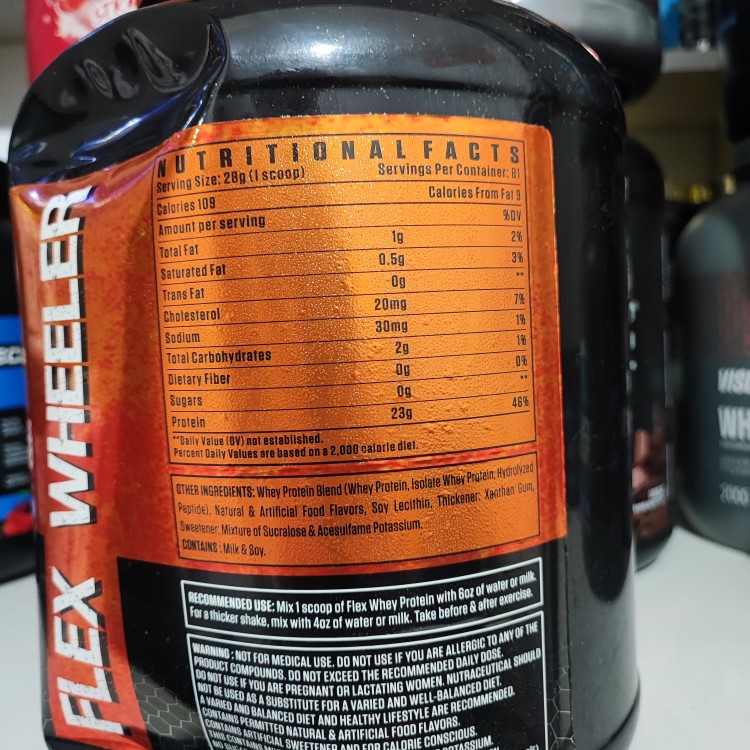 FLEX WHEELER
NUTRITIONAL FACTS
Serving Size: 28g (1 scoop) Servings Per Container: 81
Calories 109 Calories From Fat 9
Amount per serving %DV
Total Fat 1g 2%
Saturated Fat 0.5g 3%
Trans Fat 0g **
Cholesterol 20mg 7%
Sodium 30mg 1%
Total Carbohydrates 2g 1%
Dietary Fiber 0g 0%
Sugars 0g **
Protein 23g 46%
**Daily Value (DV) not established.
Percent Daily Values are based on a 2,000 calorie diet.
OTHER INGREDIENTS: Whey Protein Blend (Whey Protein, Isolate Whey Protein, Hydrolyzed
Peptide), Natural & Artificial Food Flavors, Soy Lecithin, Thickener: Xanthan Gum,
Sweetener: Mixture of Sucralose & Acesulfame Potassium.
CONTAINS: Milk & Soy.
RECOMMENDED USE: Mix 1 scoop of Flex Whey Protein with 6oz of water or milk.
For a thicker shake, mix with 4oz of water or milk. Take before & after exercise.
WARNING: NOT FOR MEDICAL USE. DO NOT USE IF YOU ARE ALLERGIC TO ANY OF THE
PRODUCT COMPOUNDS. DO NOT EXCEED THE RECOMMENDED DAILY DOSE.
DO NOT USE IF YOU ARE PREGNANT OR LACTATING WOMEN. NUTRACEUTICAL SHOULD
NOT BE USED AS A SUBSTITUTE FOR A VARIED AND WELL-BALANCED DIET.
A VARIED AND BALANCED DIET AND HEALTHY LIFESTYLE ARE RECOMMENDED.
CONTAINS PERMITTED NATURAL & ARTIFICIAL FOOD FLAVORS.
CONTAINS ARTIFICIAL SWEETENER AND FOR CALORIE CONSCIOUS.
POTASSIUM.
WH